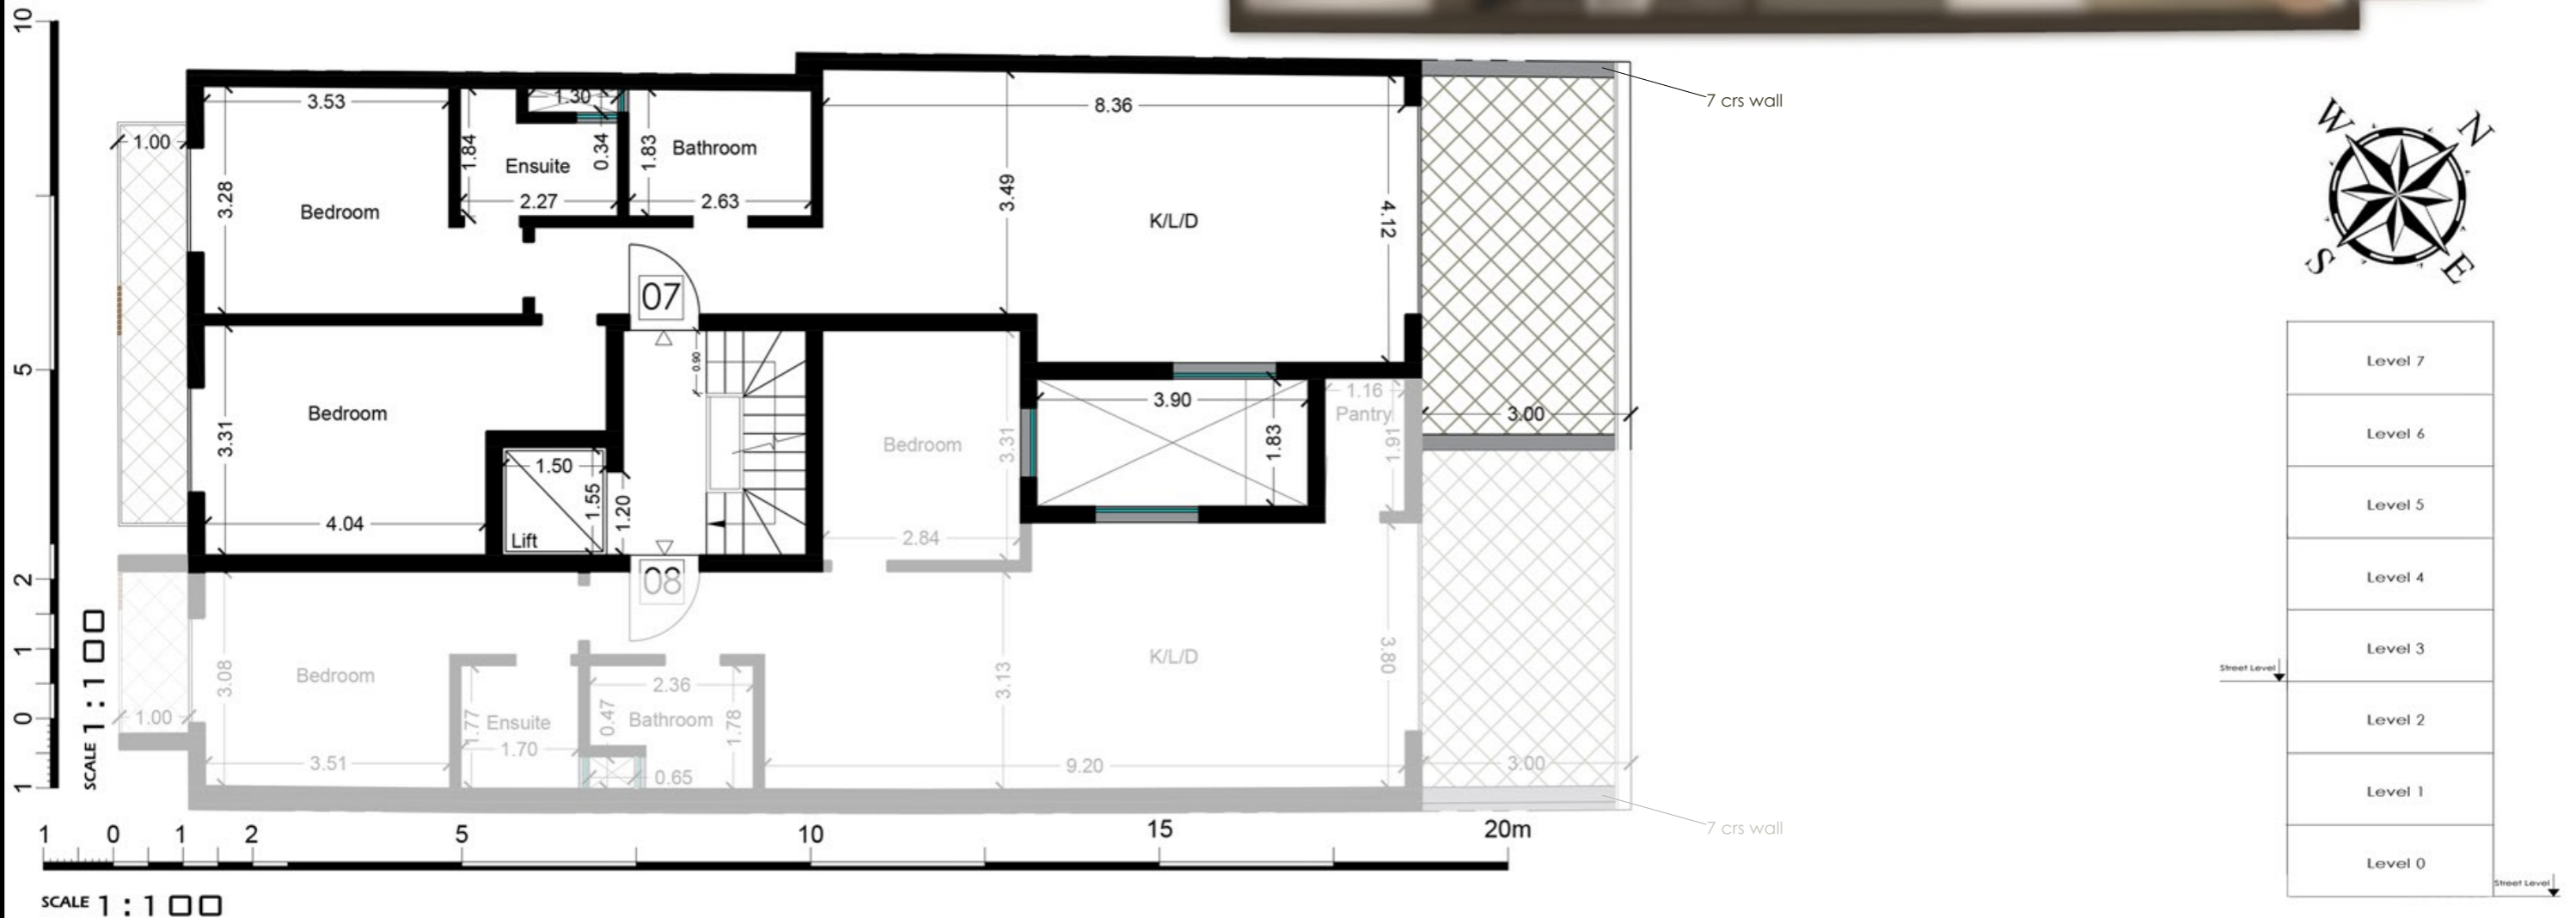 10
5
2
1
0
1
SCALE 1:100
1.00
3.53
3.28
Bedroom
1.84
1.30
0.34
Ensuite
2.27
1.83
Bathroom
2.63
8.36
3.49
K/L/D
4.12
7 crs wall
07
0.90
3.31
Bedroom
4.04
1.50
1.55
Lift
1.20
Bedroom
3.31
2.84
3.90
1.83
1.16
Pantry
1.91
3.00
08
1.00
3.08
Bedroom
3.51
1.77
Ensuite
1.70
2.36
0.47
Bathroom
1.78
0.65
3.13
K/L/D
3.80
9.20
3.00
7 crs wall
1 0 1 2 5 10 15 20m
SCALE 1:100
W
N
S
E
Level 7
Level 6
Level 5
Level 4
Level 3
Street Level
Level 2
Level 1
Level 0
Street Level